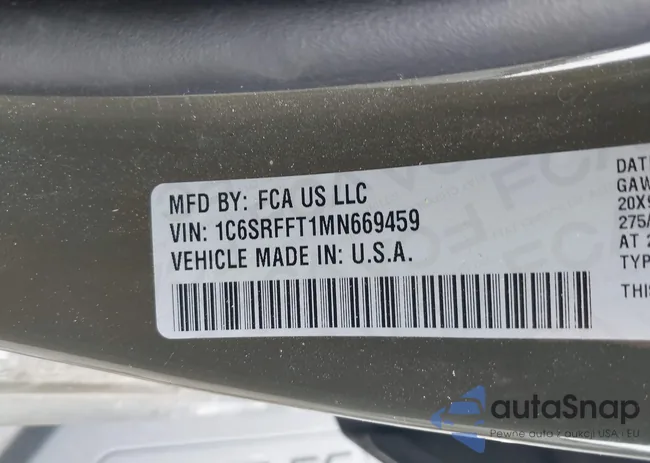 MFD BY: FCA US LLC
VIN: 1C6SRFFT1MN669459
VEHICLE MADE IN: U.S.A.
DAT
GAW
20X9
275/
AT 2
TYP
THIS
autoSnap
Pewne auta z aukcji USA i EU